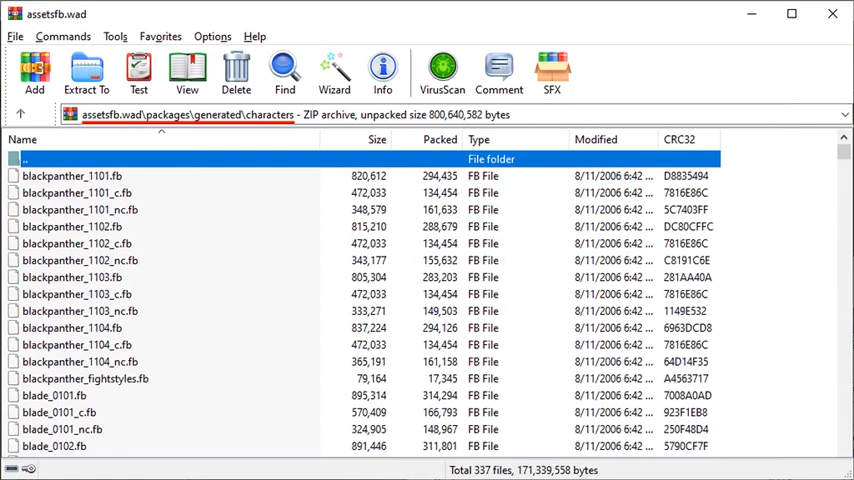 assetsfb.wad
File Commands Tools Favorites Options Help
Add Extract To Test View Delete Find Wizard Info VirusScan Comment SFX
assetsfb.wad\packages\generated\characters - ZIP archive, unpacked size 800,640,582 bytes
Name Size Packed Type Modified CRC32
.. File folder
blackpanther_1101.fb 820,612 294,435 FB File 8/11/2006 6:42 ... D8835494
blackpanther_1101_c.fb 472,033 134,454 FB File 8/11/2006 6:42 ... 7816E86C
blackpanther_1101_nc.fb 348,579 161,633 FB File 8/11/2006 6:42 ... 5C7403FF
blackpanther_1102.fb 815,210 288,679 FB File 8/11/2006 6:42 ... DC80CFFC
blackpanther_1102_c.fb 472,033 134,454 FB File 8/11/2006 6:42 ... 7816E86C
blackpanther_1102_nc.fb 343,177 155,632 FB File 8/11/2006 6:42 ... C8191C6E
blackpanther_1103.fb 805,304 283,203 FB File 8/11/2006 6:42 ... 281AA40A
blackpanther_1103_c.fb 472,033 134,454 FB File 8/11/2006 6:42 ... 7816E86C
blackpanther_1103_nc.fb 333,271 149,503 FB File 8/11/2006 6:42 ... 1149E532
blackpanther_1104.fb 837,224 294,126 FB File 8/11/2006 6:42 ... 6963DCD8
blackpanther_1104_c.fb 472,033 134,454 FB File 8/11/2006 6:42 ... 7816E86C
blackpanther_1104_nc.fb 365,191 161,158 FB File 8/11/2006 6:42 ... 64D14F35
blackpanther_fightstyles.fb 79,164 17,345 FB File 8/11/2006 6:42 ... A4563717
blade_0101.fb 895,314 314,294 FB File 8/11/2006 6:42 ... 7008A0AD
blade_0101_c.fb 570,409 166,793 FB File 8/11/2006 6:42 ... 923F1EB8
blade_0101_nc.fb 324,905 148,967 FB File 8/11/2006 6:42 ... 250F48D4
blade_0102.fb 891,446 311,801 FB File 8/11/2006 6:42 ... 5790CF7F
Total 337 files, 171,339,558 bytes